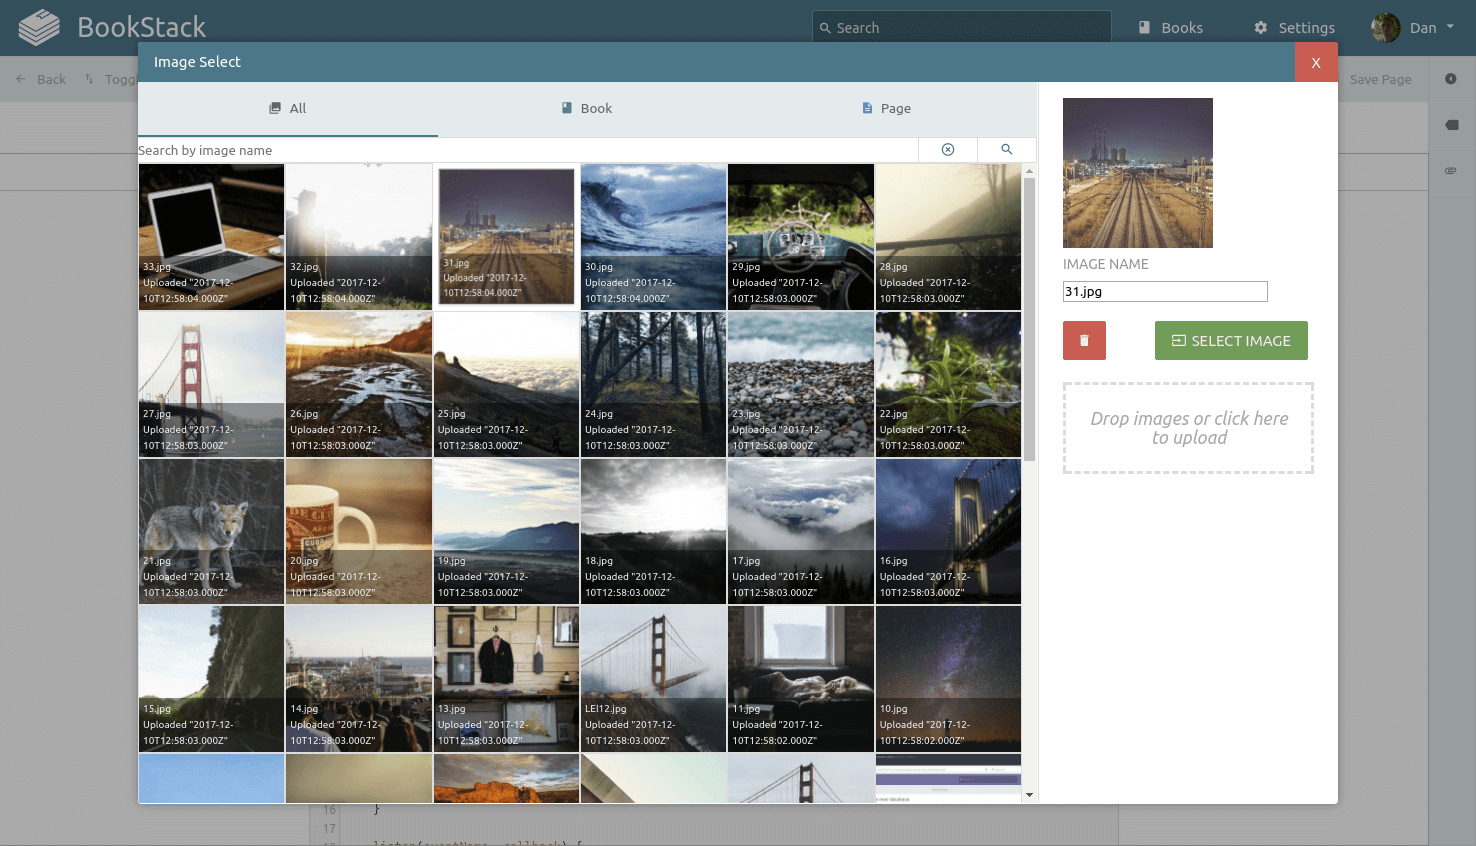 BookStack
Search
Books
Settings
Dan
Image Select
X
Back
Save Page
All
Book
Page
Search by image name
33.jpg
Uploaded "2017-12-
10T12:58:04.000Z"
32.jpg
Uploaded "2017-12-
10T12:58:04.000Z"
31.jpg
Uploaded "2017-12-
10T12:58:04.000Z"
30.jpg
Uploaded "2017-12-
10T12:58:04.000Z"
29.jpg
Uploaded "2017-12-
10T12:58:03.000Z"
28.jpg
Uploaded "2017-12-
10T12:58:03.000Z"
27.jpg
Uploaded "2017-12-
10T12:58:03.000Z"
26.jpg
Uploaded "2017-12-
10T12:58:03.000Z"
25.jpg
Uploaded "2017-12-
10T12:58:03.000Z"
24.jpg
Uploaded "2017-12-
10T12:58:03.000Z"
23.jpg
Uploaded "2017-12-
10T12:58:03.000Z"
22.jpg
Uploaded "2017-12-
10T12:58:03.000Z"
21.jpg
Uploaded "2017-12-
10T12:58:03.000Z"
20.jpg
Uploaded "2017-12-
10T12:58:03.000Z"
19.jpg
Uploaded "2017-12-
10T12:58:03.000Z"
18.jpg
Uploaded "2017-12-
10T12:58:03.000Z"
17.jpg
Uploaded "2017-12-
10T12:58:03.000Z"
16.jpg
Uploaded "2017-12-
10T12:58:03.000Z"
15.jpg
Uploaded "2017-12-
10T12:58:03.000Z"
14.jpg
Uploaded "2017-12-
10T12:58:03.000Z"
13.jpg
Uploaded "2017-12-
10T12:58:03.000Z"
LEl12.jpg
Uploaded "2017-12-
10T12:58:03.000Z"
11.jpg
Uploaded "2017-12-
10T12:58:02.000Z"
10.jpg
Uploaded "2017-12-
10T12:58:02.000Z"
new database
IMAGE NAME
31.jpg
SELECT IMAGE
Drop images or click here
to upload
16 }
17